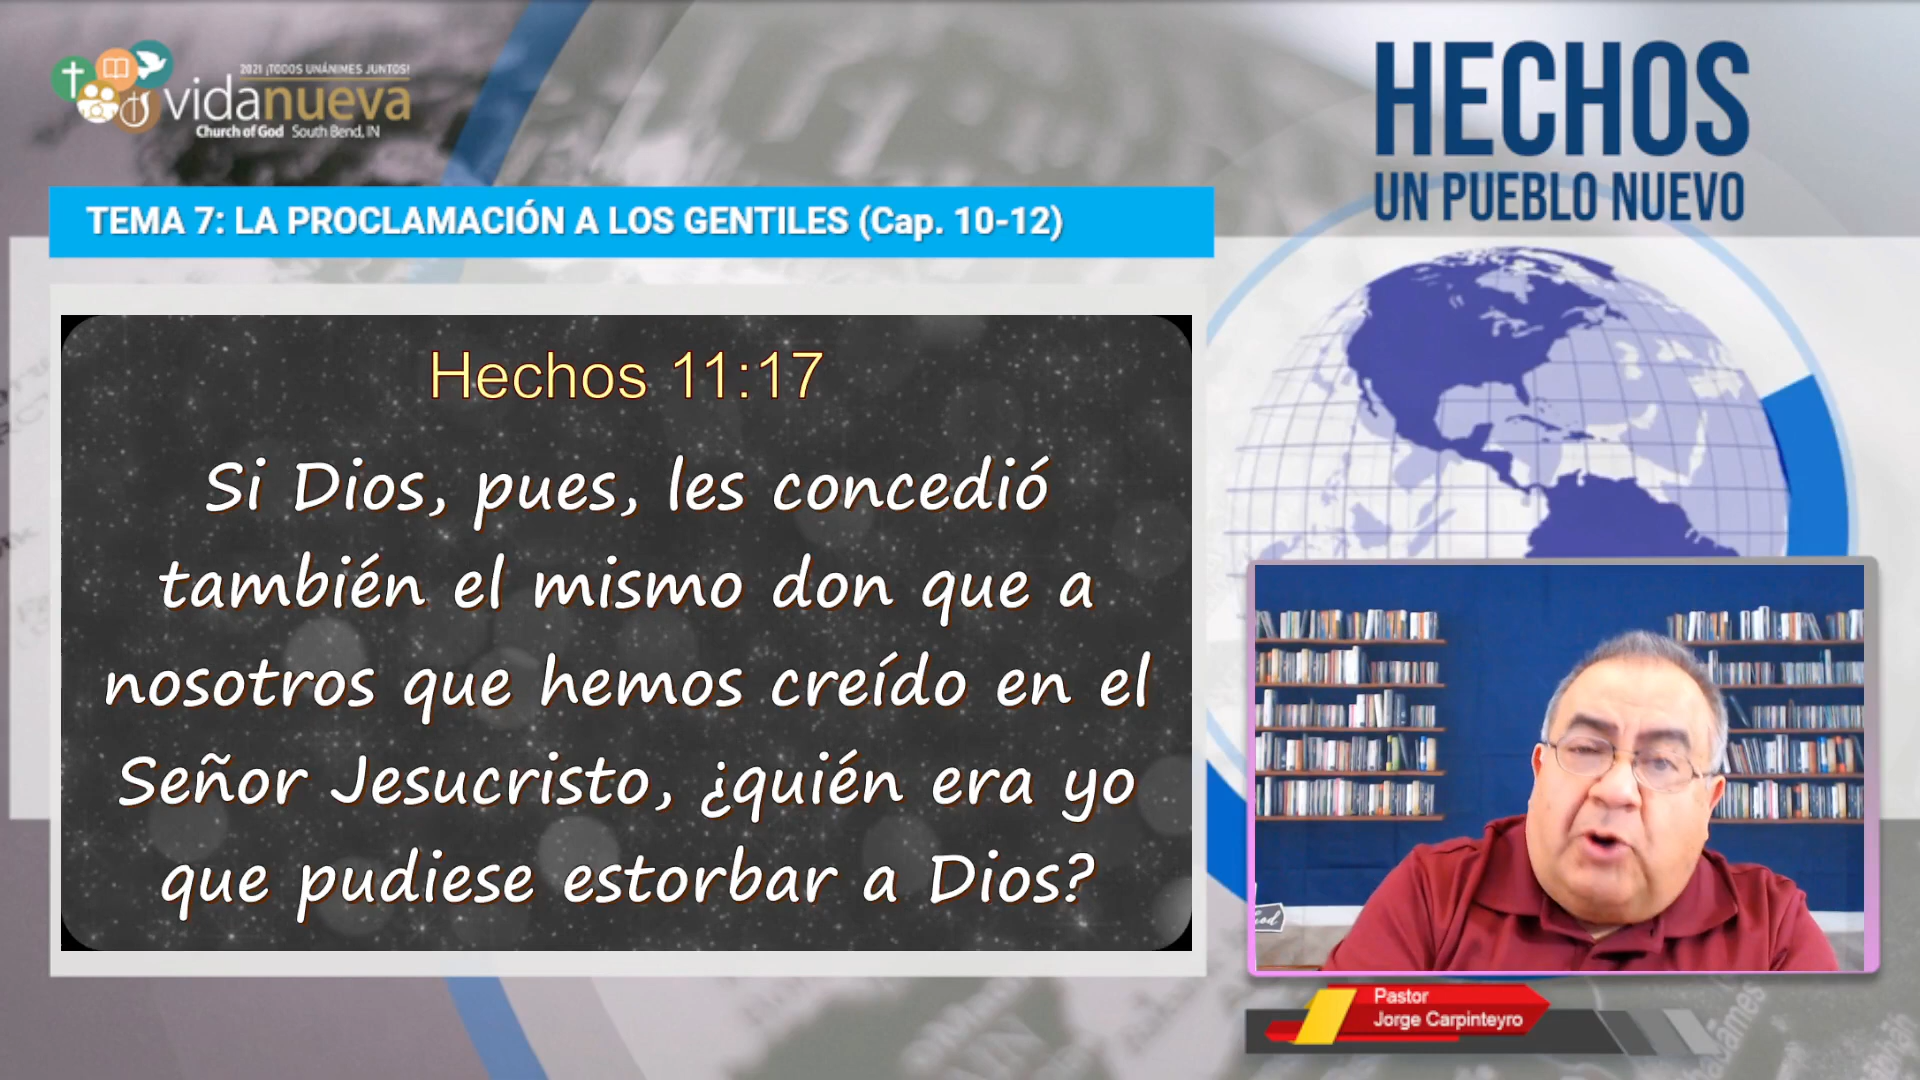 2021 ¡TODOS UNÁNIMES JUNTOS!
vidanueva
Church of God South Bend, IN
HECHOS
UN PUEBLO NUEVO
TEMA 7: LA PROCLAMACIÓN A LOS GENTILES (Cap. 10-12)
Hechos 11:17
Si Dios, pues, les concedió
también el mismo don que a
nosotros que hemos creído en el
Señor Jesucristo, ¿quién era yo
que pudiese estorbar a Dios?
Pastor
Jorge Carpinteyro